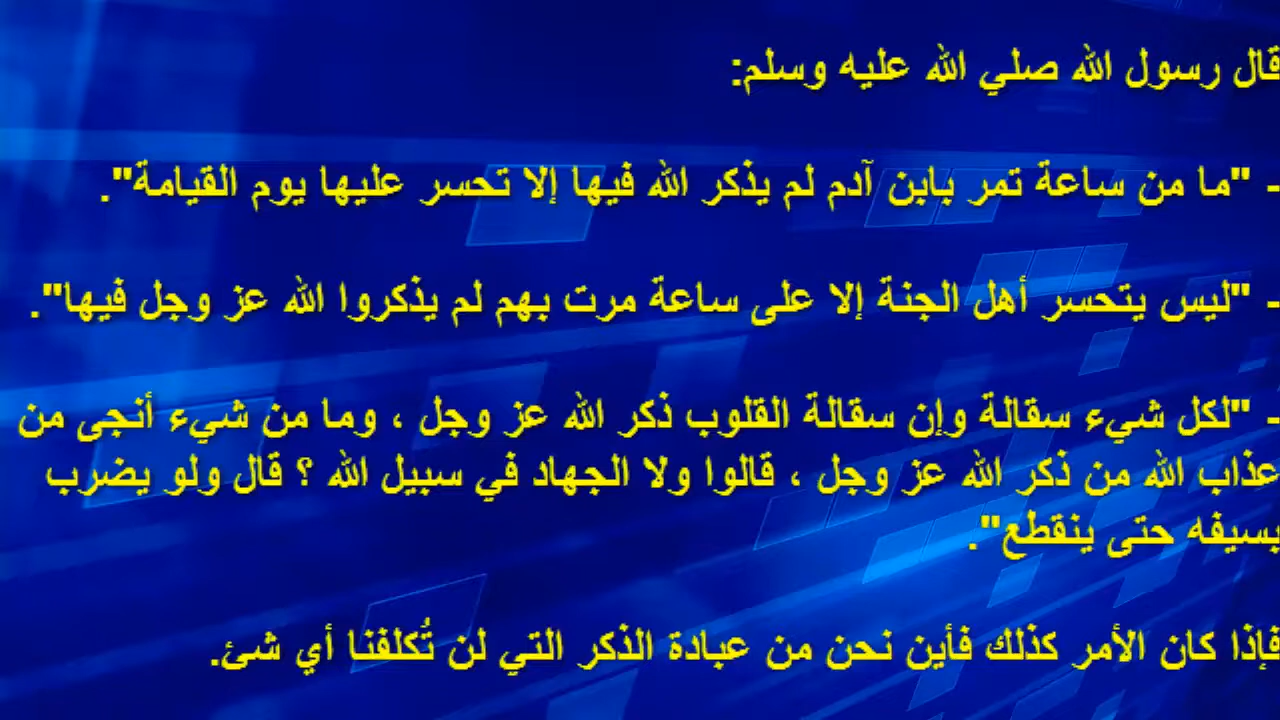 قال رسول الله صلي الله عليه وسلم:
- "ما من ساعة تمر بابن آدم لم يذكر الله فيها إلا تحسر عليها يوم القيامة".
- "ليس يتحسر أهل الجنة إلا على ساعة مرت بهم لم يذكروا الله عز وجل فيها".
- "لكل شيء سقالة وإن سقالة القلوب ذكر الله عز وجل ، وما من شيء أنجى من
عذاب الله من ذكر الله عز وجل ، قالوا ولا الجهاد في سبيل الله ؟ قال ولو يضرب
بسيفه حتى ينقطع".
فإذا كان الأمر كذلك فأين نحن من عبادة الذكر التي لن تُكلفنا أي شئ.